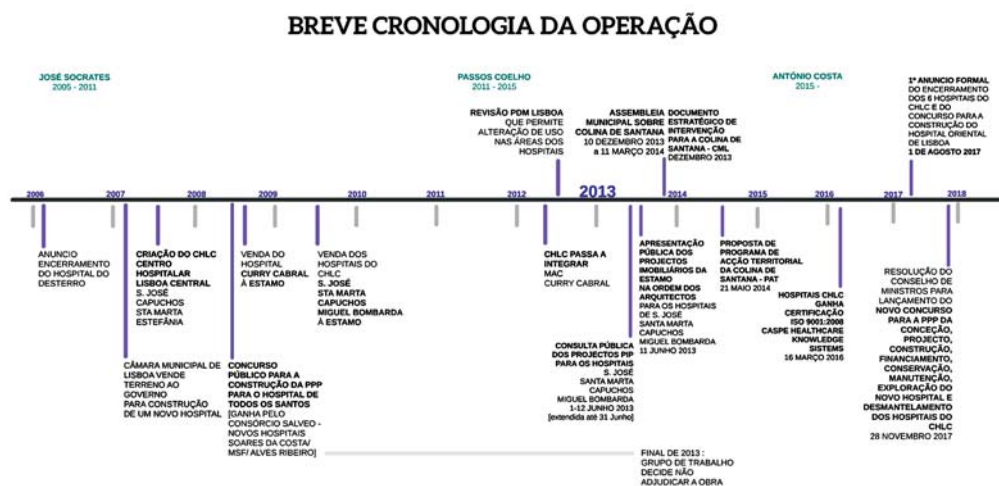 BREVE CRONOLOGIA DA OPERAÇÃO
JOSÉ SOCRATES
2005 - 2011
PASSOS COELHO
2011 - 2015
ANTÓNIO COSTA
2015 -
REVISÃO PDM LISBOA
QUE PERMITE
ALTERAÇÃO DE USO
NAS ÁREAS DOS
HOSPITAIS
ASSEMBLEIA
MUNICIPAL SOBRE
COLINA DE SANTANA
10 DEZEMBRO 2013
a 11 MARÇO 2014
DOCUMENTO
ESTRATÉGICO DE
INTERVENÇÃO
PARA A COLINA DE
SANTANA - CML
DEZEMBRO 2013
1º ANUNCIO FORMAL
DO ENCERRAMENTO
DOS 6 HOSPITAIS DO
CHLC E DO
CONCURSO PARA A
CONSTRUÇÃO DO
HOSPITAL ORIENTAL
DE LISBOA
1 DE AGOSTO 2017
2006
2007
2008
2009
2010
2011
2012
2013
2014
2015
2016
2017
2018
ANUNCIO
ENCERRAMENTO
DO HOSPITAL DO
DESTERRO
CRIAÇÃO DO CHLC
CENTRO
HOSPITALAR
LISBOA CENTRAL
S. JOSÉ
CAPUCHOS
STA MARTA
ESTEFÂNIA
VENDA DO
HOSPITAL
CURRY CABRAL
À ESTAMO
VENDA DOS
HOSPITAIS DO
CHLC
S. JOSÉ
STA MARTA
CAPUCHOS
MIGUEL BOMBARDA
À ESTAMO
CHLC PASSA A
INTEGRAR
MAC
CURRY CABRAL
APRESENTAÇÃO
PÚBLICA DOS
PROJECTOS
IMOBILIÁRIOS DA
ESTAMO
NA ORDEM DOS
ARQUITECTOS
PARA OS HOSPITAIS
DE S. JOSÉ
SANTA MARTA
CAPUCHOS
MIGUEL BOMBARDA
11 JUNHO 2013
PROPOSTA DE
PROGRAMA DE
ACÇÃO TERRITORIAL
DA COLINA DE
SANTANA - PAT
21 MAIO 2014
HOSPITAIS CHLC
GANHA
CERTIFICAÇÃO
ISO 9001:2008
CASPE HEALTHCARE
KNOWLEDGE
SISTEMS
16 MARÇO 2016
RESOLUÇÃO DO
CONSELHO DE
MINISTROS PARA
LANÇAMENTO DO
NOVO CONCURSO
PARA A PPP DA
CONCEÇÃO,
PROJECTO,
CONSTRUÇÃO,
FINANCIAMENTO,
CONSERVAÇÃO,
MANUTENÇÃO,
EXPLORAÇÃO DO
NOVO HOSPITAL E
DESMANTELAMENTO
DOS HOSPITAIS DO
CHLC
28 NOVEMBRO 2017
CÂMARA MUNICIPAL DE
LISBOA VENDE
TERRENO AO
GOVERNO
PARA CONSTRUÇÃO
DE UM NOVO HOSPITAL
CONCURSO
PÚBLICO PARA A
CONSTRUÇÃO DA PPP
PARA O HOSPITAL DE
TODOS OS SANTOS
[GANHA PELO
CONSÓRCIO SALVEO -
NOVOS HOSPITAIS
SOARES DA COSTA/
MSF/ ALVES RIBEIRO]
CONSULTA PÚBLICA
DOS PROJECTOS PIP
PARA OS HOSPITAIS
S. JOSÉ
SANTA MARTA
CAPUCHOS
MIGUEL BOMBARDA
1-12 JUNHO 2013
[extendida até 31 Junho]
FINAL DE 2013 :
GRUPO DE TRABALHO
DECIDE NÃO
ADJUDICAR A OBRA